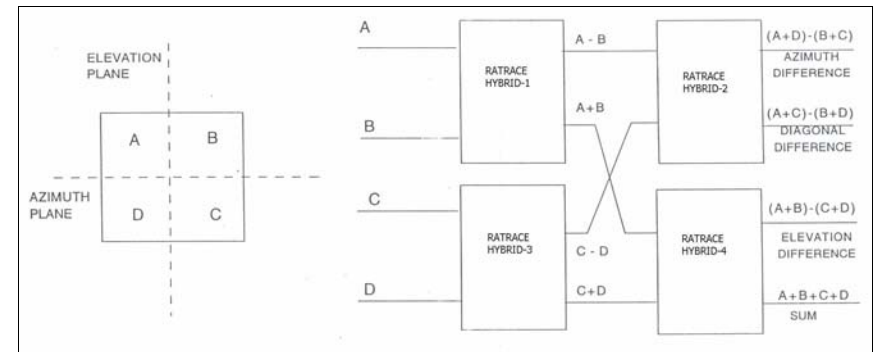 ELEVATION
PLANE
A
B
AZIMUTH
PLANE
D
C
A
B
C
D
RATRACE
HYBRID-1
RATRACE
HYBRID-3
A - B
A+B
C - D
C+D
RATRACE
HYBRID-2
RATRACE
HYBRID-4
(A+D)-(B+C)
AZIMUTH
DIFFERENCE
(A+C)-(B+D)
DIAGONAL
DIFFERENCE
(A+B)-(C+D)
ELEVATION
DIFFERENCE
A+B+C+D
SUM